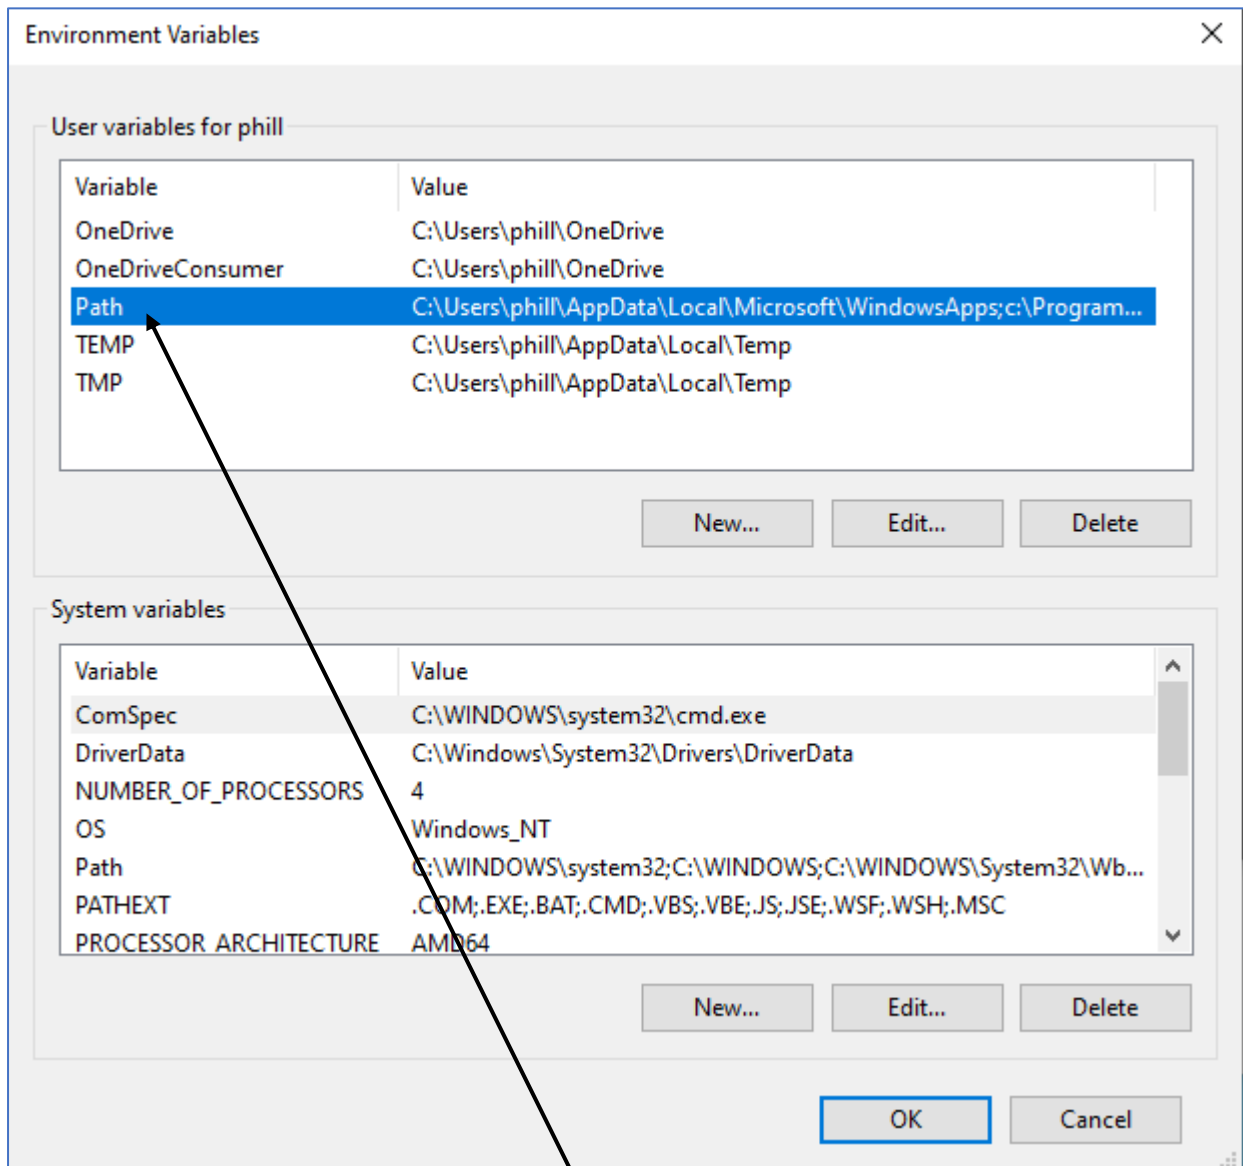 Environment Variables
User variables for phill
Variable Value
OneDrive C:\Users\phill\OneDrive
OneDriveConsumer C:\Users\phill\OneDrive
Path C:\Users\phill\AppData\Local\Microsoft\WindowsApps;c:\Program...
TEMP C:\Users\phill\AppData\Local\Temp
TMP C:\Users\phill\AppData\Local\Temp
New... Edit... Delete
System variables
Variable Value
ComSpec C:\WINDOWS\system32\cmd.exe
DriverData C:\Windows\System32\Drivers\DriverData
NUMBER_OF_PROCESSORS 4
OS Windows_NT
Path C:\WINDOWS\system32;C:\WINDOWS;C:\WINDOWS\System32\Wb...
PATHEXT .COM;.EXE;.BAT;.CMD;.VBS;.VBE;.JS;.JSE;.WSF;.WSH;.MSC
PROCESSOR_ARCHITECTURE AMD64
New... Edit... Delete
OK Cancel